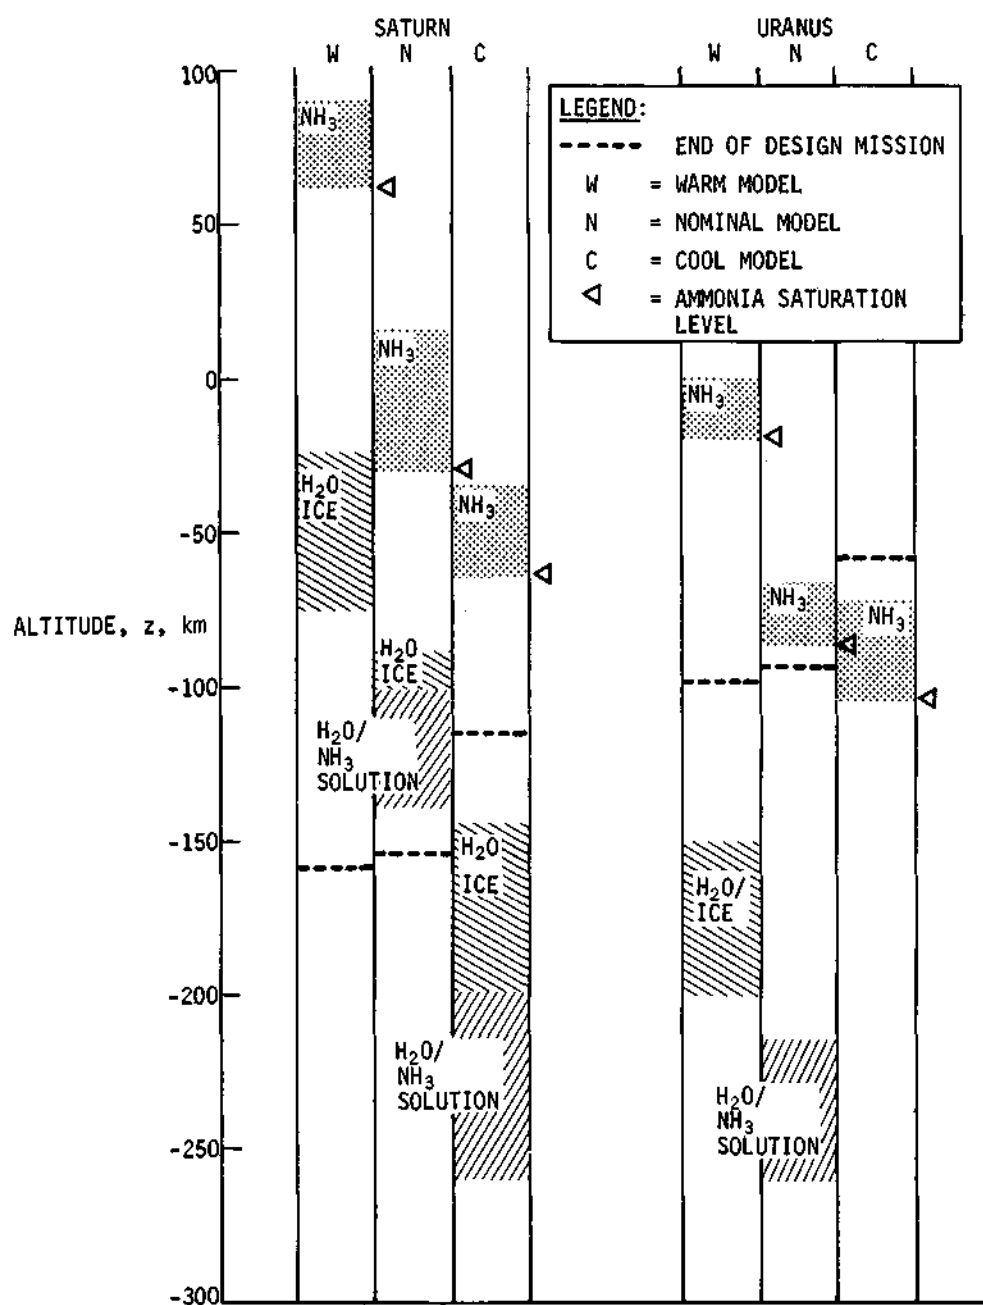 SATURN
W N C
URANUS
W N C
100
50
0
-50
ALTITUDE, z, km
-100
-150
-200
-250
-300
NH₃
H₂O
ICE
NH₃
H₂O
ICE
H₂O/
NH₃
SOLUTION
NH₃
H₂O
ICE
H₂O/
NH₃
SOLUTION
LEGEND:
END OF DESIGN MISSION
W = WARM MODEL
N = NOMINAL MODEL
C = COOL MODEL
= AMMONIA SATURATION
LEVEL
NH₃
H₂O/
ICE
NH₃
H₂O/
NH₃
SOLUTION
NH₃